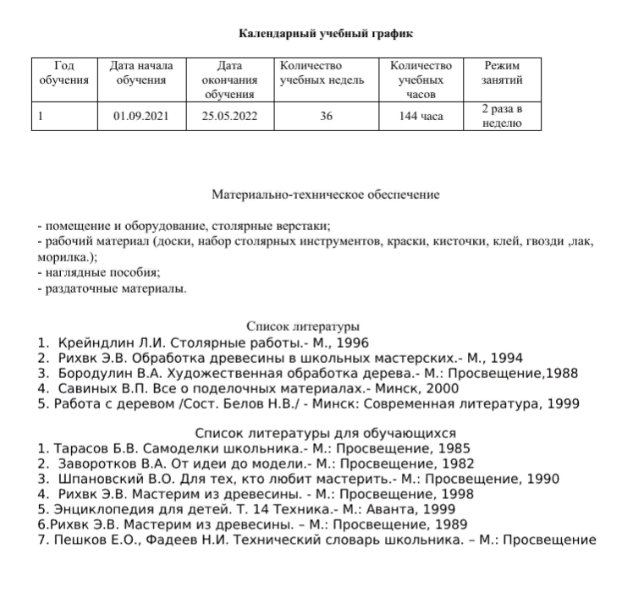 Календарный учебный график
Год обучения | Дата начала обучения | Дата окончания обучения | Количество учебных недель | Количество учебных часов | Режим занятий
1 | 01.09.2021 | 25.05.2022 | 36 | 144 часа | 2 раза в неделю
Материально-техническое обеспечение
- помещение и оборудование, столярные верстаки;
- рабочий материал (доски, набор столярных инструментов, краски, кисточки, клей, гвозди ,лак,
морилка.);
- наглядные пособия;
- раздаточные материалы.
Список литературы
1. Крейндлин Л.И. Столярные работы.- М., 1996
2. Рихвк Э.В. Обработка древесины в школьных мастерских.- М., 1994
3. Бородулин В.А. Художественная обработка дерева.- М.: Просвещение,1988
4. Савиных В.П. Все о поделочных материалах.- Минск, 2000
5. Работа с деревом /Сост. Белов Н.В./ - Минск: Современная литература, 1999
Список литературы для обучающихся
1. Тарасов Б.В. Самоделки школьника.- М.: Просвещение, 1985
2. Заворотков В.А. От идеи до модели.- М.: Просвещение, 1982
3. Шпановский В.О. Для тех, кто любит мастерить.- М.: Просвещение, 1990
4. Рихвк Э.В. Мастерим из древесины. - М.: Просвещение, 1998
5. Энциклопедия для детей. Т. 14 Техника.- М.: Аванта, 1999
6.Рихвк Э.В. Мастерим из древесины. – М.: Просвещение, 1989
7. Пешков Е.О., Фадеев Н.И. Технический словарь школьника. – М.: Просвещение